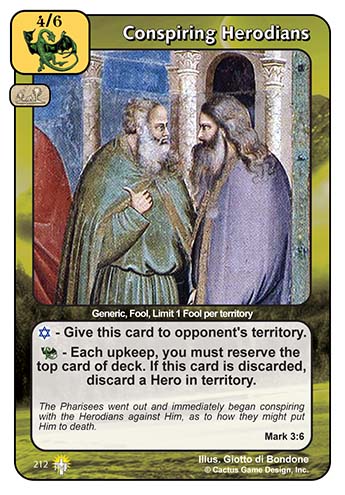 4/6
Conspiring Herodians
Generic, Fool, Limit 1 Fool per territory
- Give this card to opponent's territory.
- Each upkeep, you must reserve the
top card of deck. If this card is discarded,
discard a Hero in territory.
The Pharisees went out and immediately began conspiring
with the Herodians against Him, as to how they might put
Him to death.
Mark 3:6
Illus. Giotto di Bondone
212
© Cactus Game Design, Inc.